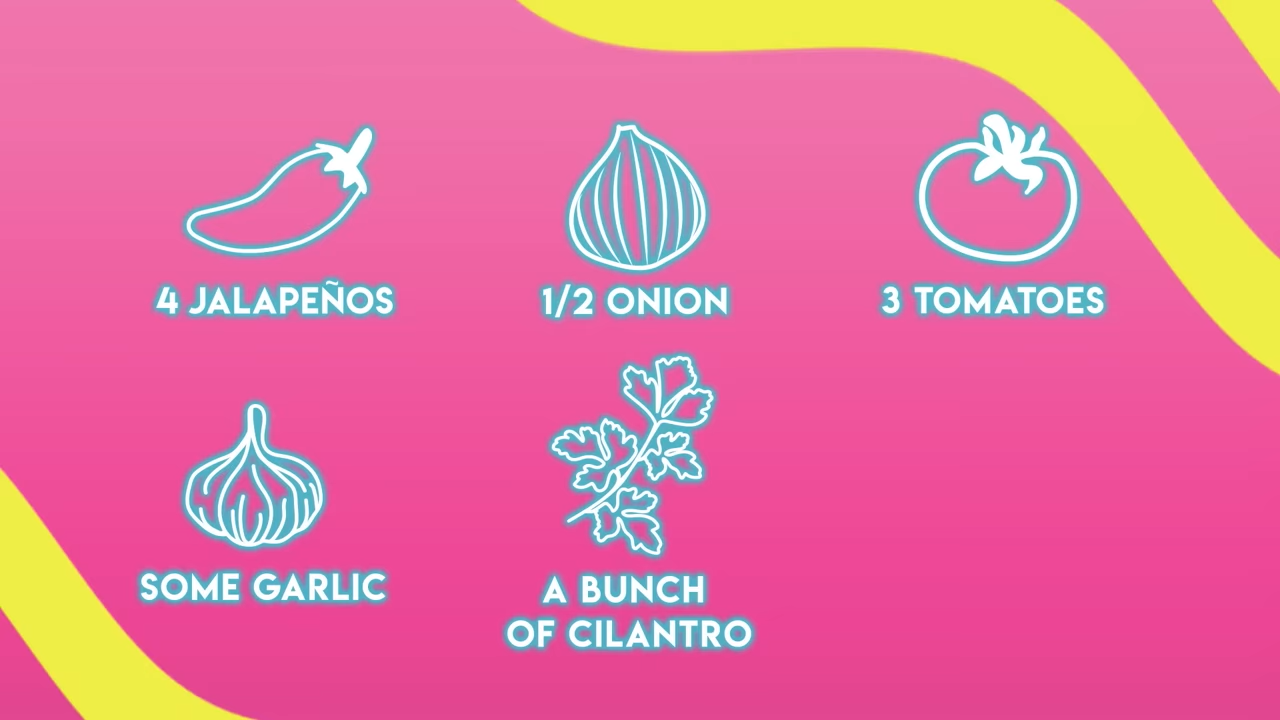 4 JALAPEÑOS
1/2 ONION
3 TOMATOES
SOME GARLIC
A BUNCH
OF CILANTRO